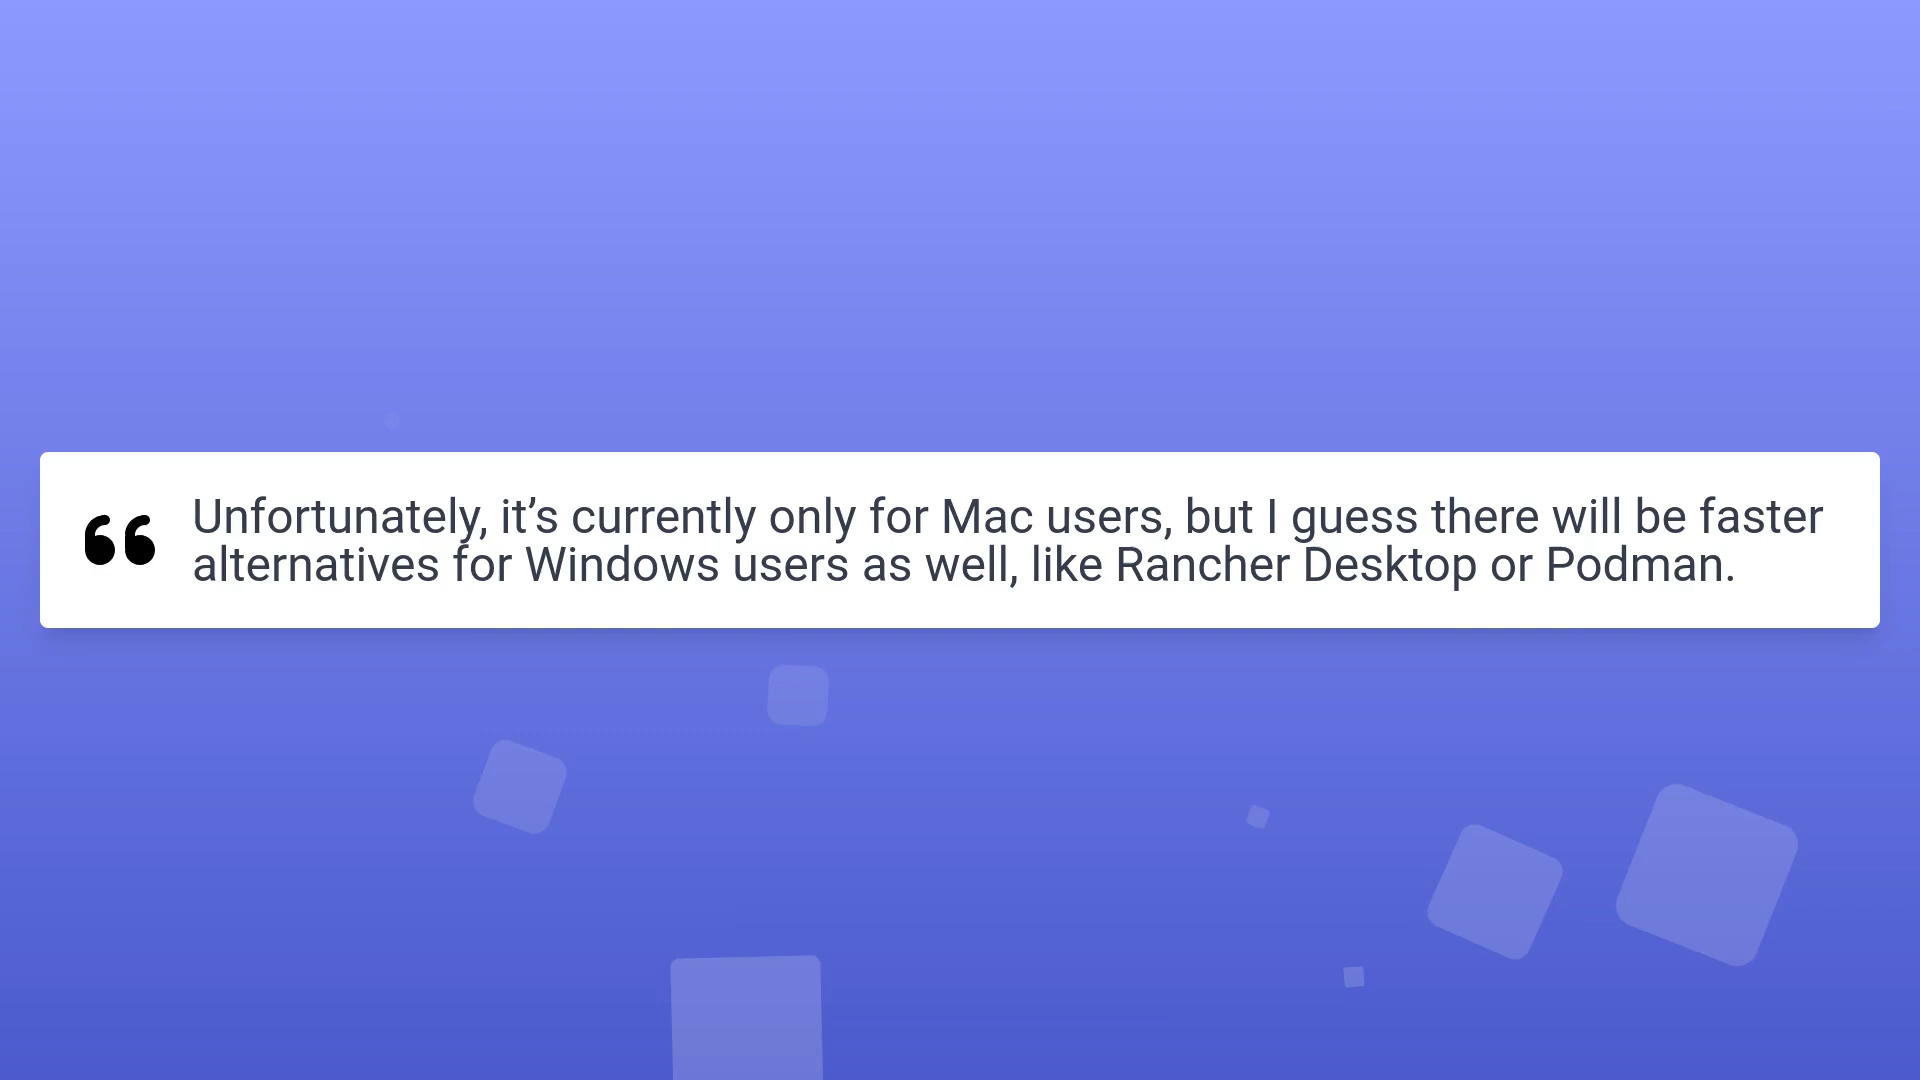 Unfortunately, it’s currently only for Mac users, but I guess there will be faster
alternatives for Windows users as well, like Rancher Desktop or Podman.